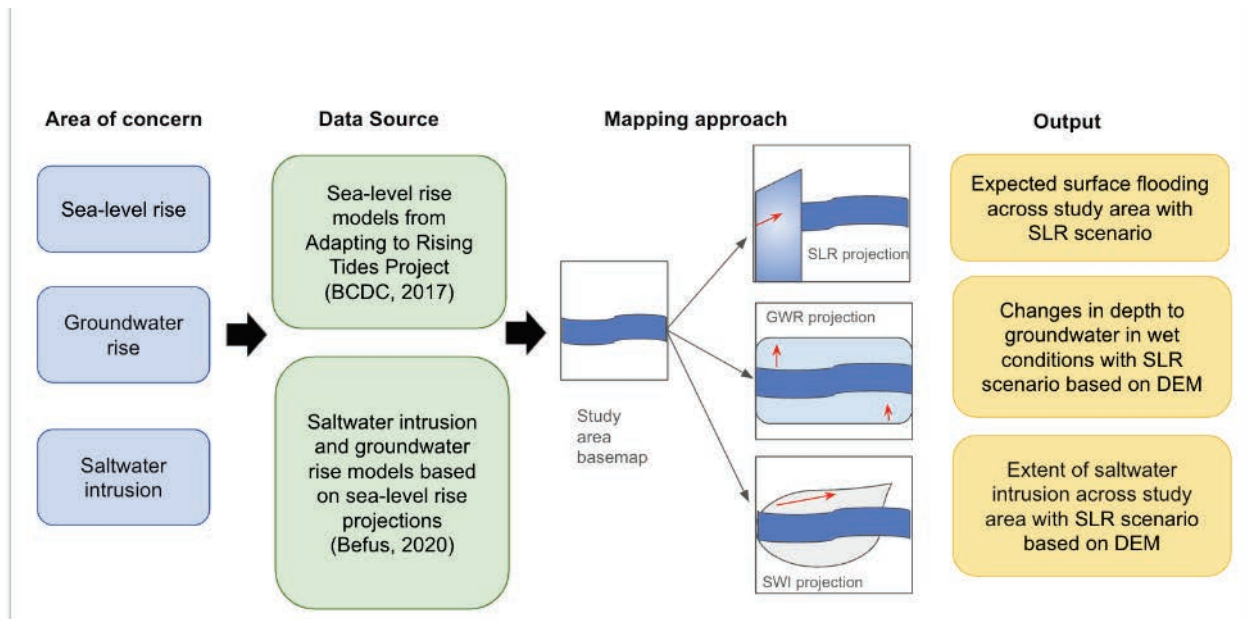 Area of concern
Data Source
Mapping approach
Output
Sea-level rise
Groundwater
rise
Saltwater
intrusion
Sea-level rise
models from
Adapting to Rising
Tides Project
(BCDC, 2017)
Saltwater intrusion
and groundwater
rise models based
on sea-level rise
projections
(Befus, 2020)
Study
area
basemap
SLR projection
GWR projection
SWI projection
Expected surface flooding
across study area with
SLR scenario
Changes in depth to
groundwater in wet
conditions with SLR
scenario based on DEM
Extent of saltwater
intrusion across study
area with SLR scenario
based on DEM